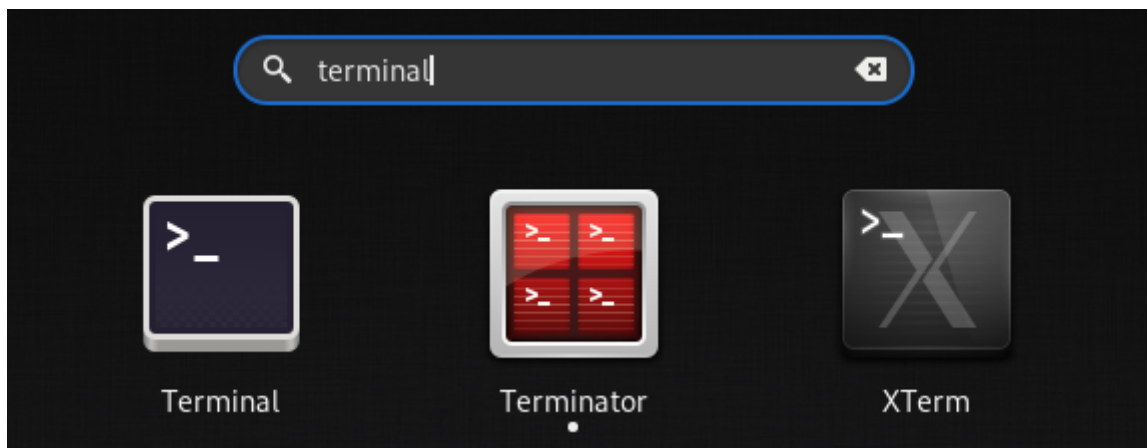 terminal
>_
>_ >_
>_ >_
>_
X
Terminal
Terminator
XTerm